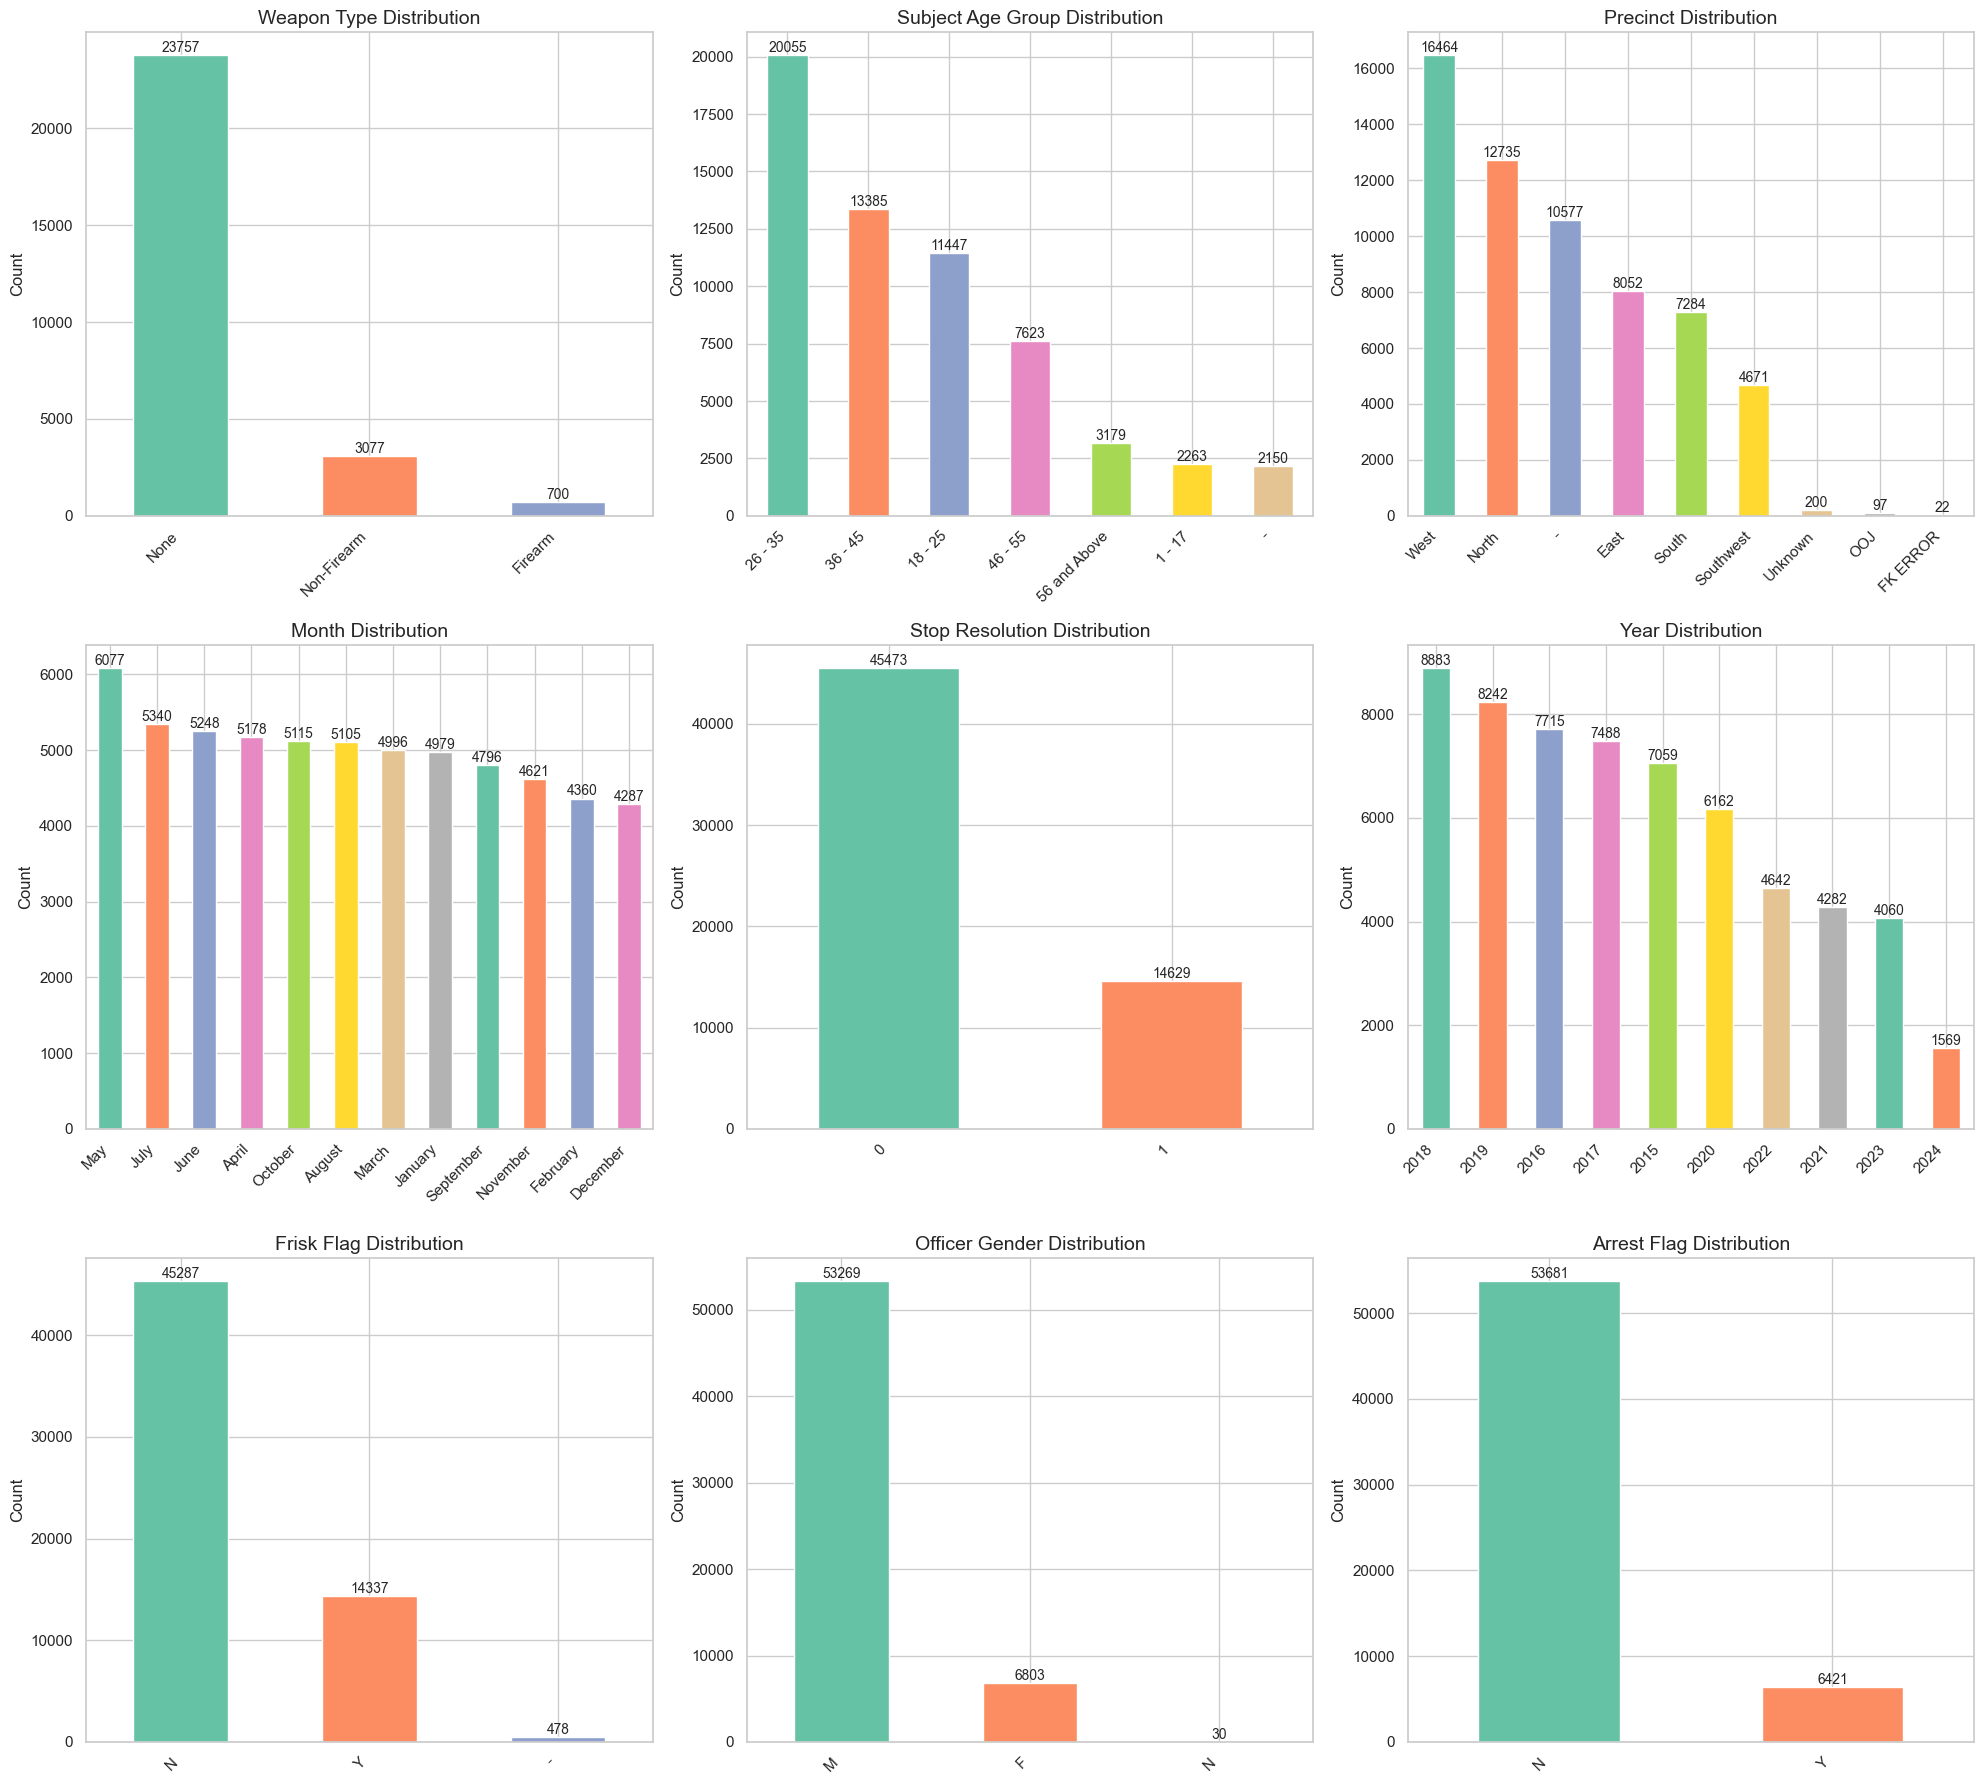 Weapon Type Distribution
Count
20000
15000
10000
5000
0
23757
3077
700
None
Non-Firearm
Firearm
Subject Age Group Distribution
Count
20000
17500
15000
12500
10000
7500
5000
2500
0
20055
13385
11447
7623
3179
2263
2150
26 - 35
36 - 45
18 - 25
46 - 55
56 and Above
1 - 17
-
Precinct Distribution
Count
16000
14000
12000
10000
8000
6000
4000
2000
0
16464
12735
10577
8052
7284
4671
200
97
22
West
North
-
East
South
Southwest
Unknown
OOJ
FK ERROR
Month Distribution
Count
6000
5000
4000
3000
2000
1000
0
6077
5340
5248
5178
5115
5105
4996
4979
4796
4621
4360
4287
May
July
June
April
October
August
March
January
September
November
February
December
Stop Resolution Distribution
Count
40000
30000
20000
10000
0
45473
14629
0
1
Year Distribution
Count
8000
6000
4000
2000
0
8883
8242
7715
7488
7059
6162
4642
4282
4060
1569
2018
2019
2016
2017
2015
2020
2022
2021
2023
2024
Frisk Flag Distribution
Count
40000
30000
20000
10000
0
45287
14337
478
N
Y
-
Officer Gender Distribution
Count
50000
40000
30000
20000
10000
0
53269
6803
30
M
F
N
Arrest Flag Distribution
Count
50000
40000
30000
20000
10000
0
53681
6421
N
Y